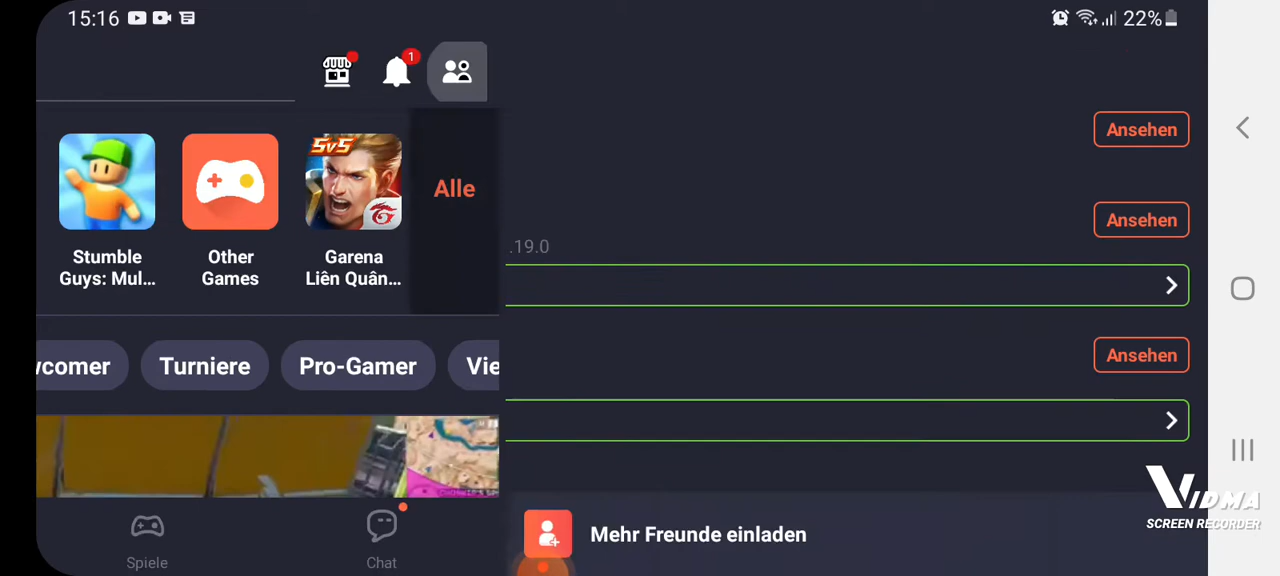 15:16
22%
1
Ansehen
5v5
Alle
Stumble
Guys: Mul...
Other
Games
Garena
Liên Quân...
Ansehen
.19.0
comer
Turniere
Pro-Gamer
Vie
Ansehen
Mehr Freunde einladen
Spiele
Chat
VIDMA
SCREEN RECORDER